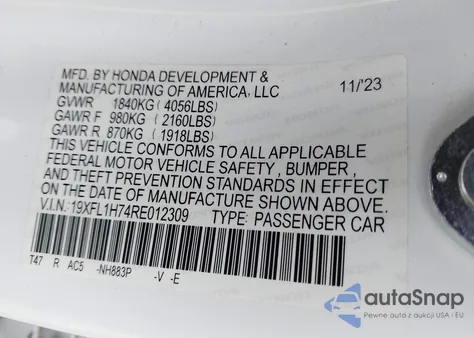 MFD. BY HONDA DEVELOPMENT &
MANUFACTURING OF AMERICA, LLC 11/'23
GVWR 1840KG ( 4056LBS)
GAWR F 980KG ( 2160LBS)
GAWR R 870KG ( 1918LBS)
THIS VEHICLE CONFORMS TO ALL APPLICABLE
FEDERAL MOTOR VEHICLE SAFETY , BUMPER ,
AND THEFT PREVENTION STANDARDS IN EFFECT
ON THE DATE OF MANUFACTURE SHOWN ABOVE.
V.I.N.:19XFL1H74RE012309 TYPE: PASSENGER CAR
T47 R AC5 -NH883P -V -E
autoSnap
Pewne auta z aukcji USA - EU